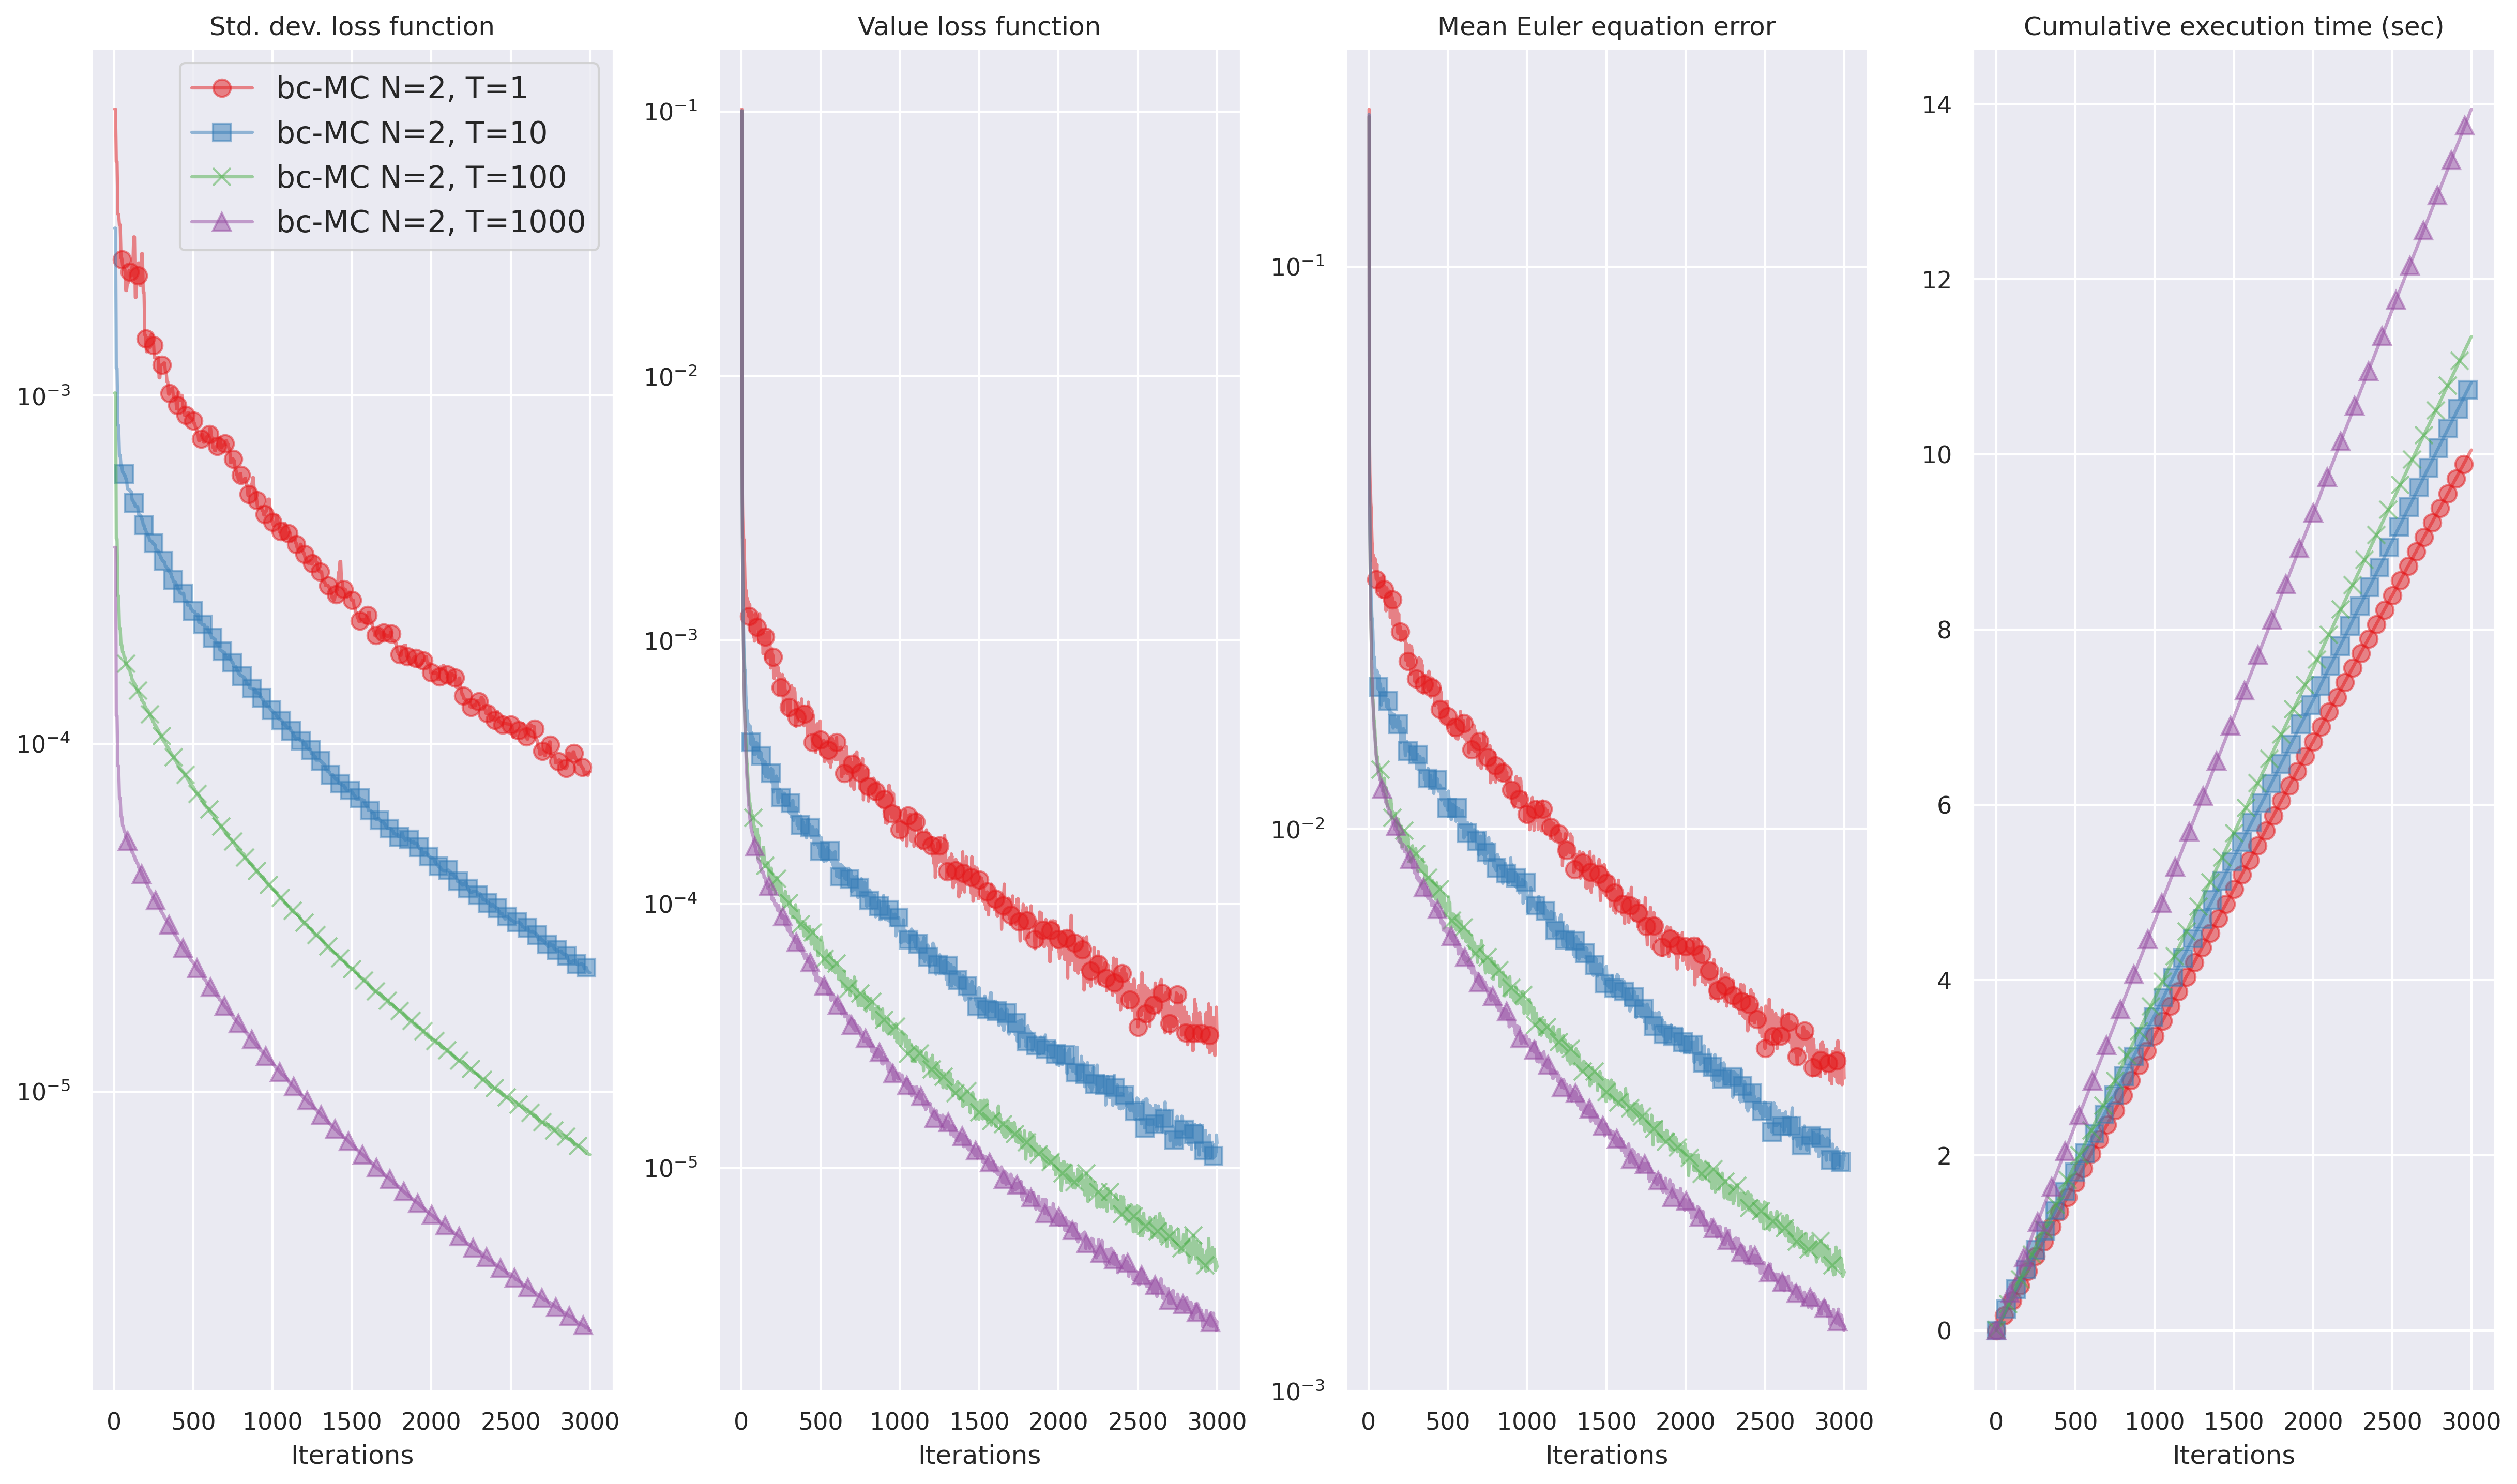 Std. dev. loss function
bc-MC N=2, T=1
bc-MC N=2, T=10
bc-MC N=2, T=100
bc-MC N=2, T=1000
10⁻³
10⁻⁴
10⁻⁵
0 500 1000 1500 2000 2500 3000
Iterations
Value loss function
10⁻¹
10⁻²
10⁻³
10⁻⁴
10⁻⁵
0 500 1000 1500 2000 2500 3000
Iterations
Mean Euler equation error
10⁻¹
10⁻²
10⁻³
0 500 1000 1500 2000 2500 3000
Iterations
Cumulative execution time (sec)
14
12
10
8
6
4
2
0
0 500 1000 1500 2000 2500 3000
Iterations